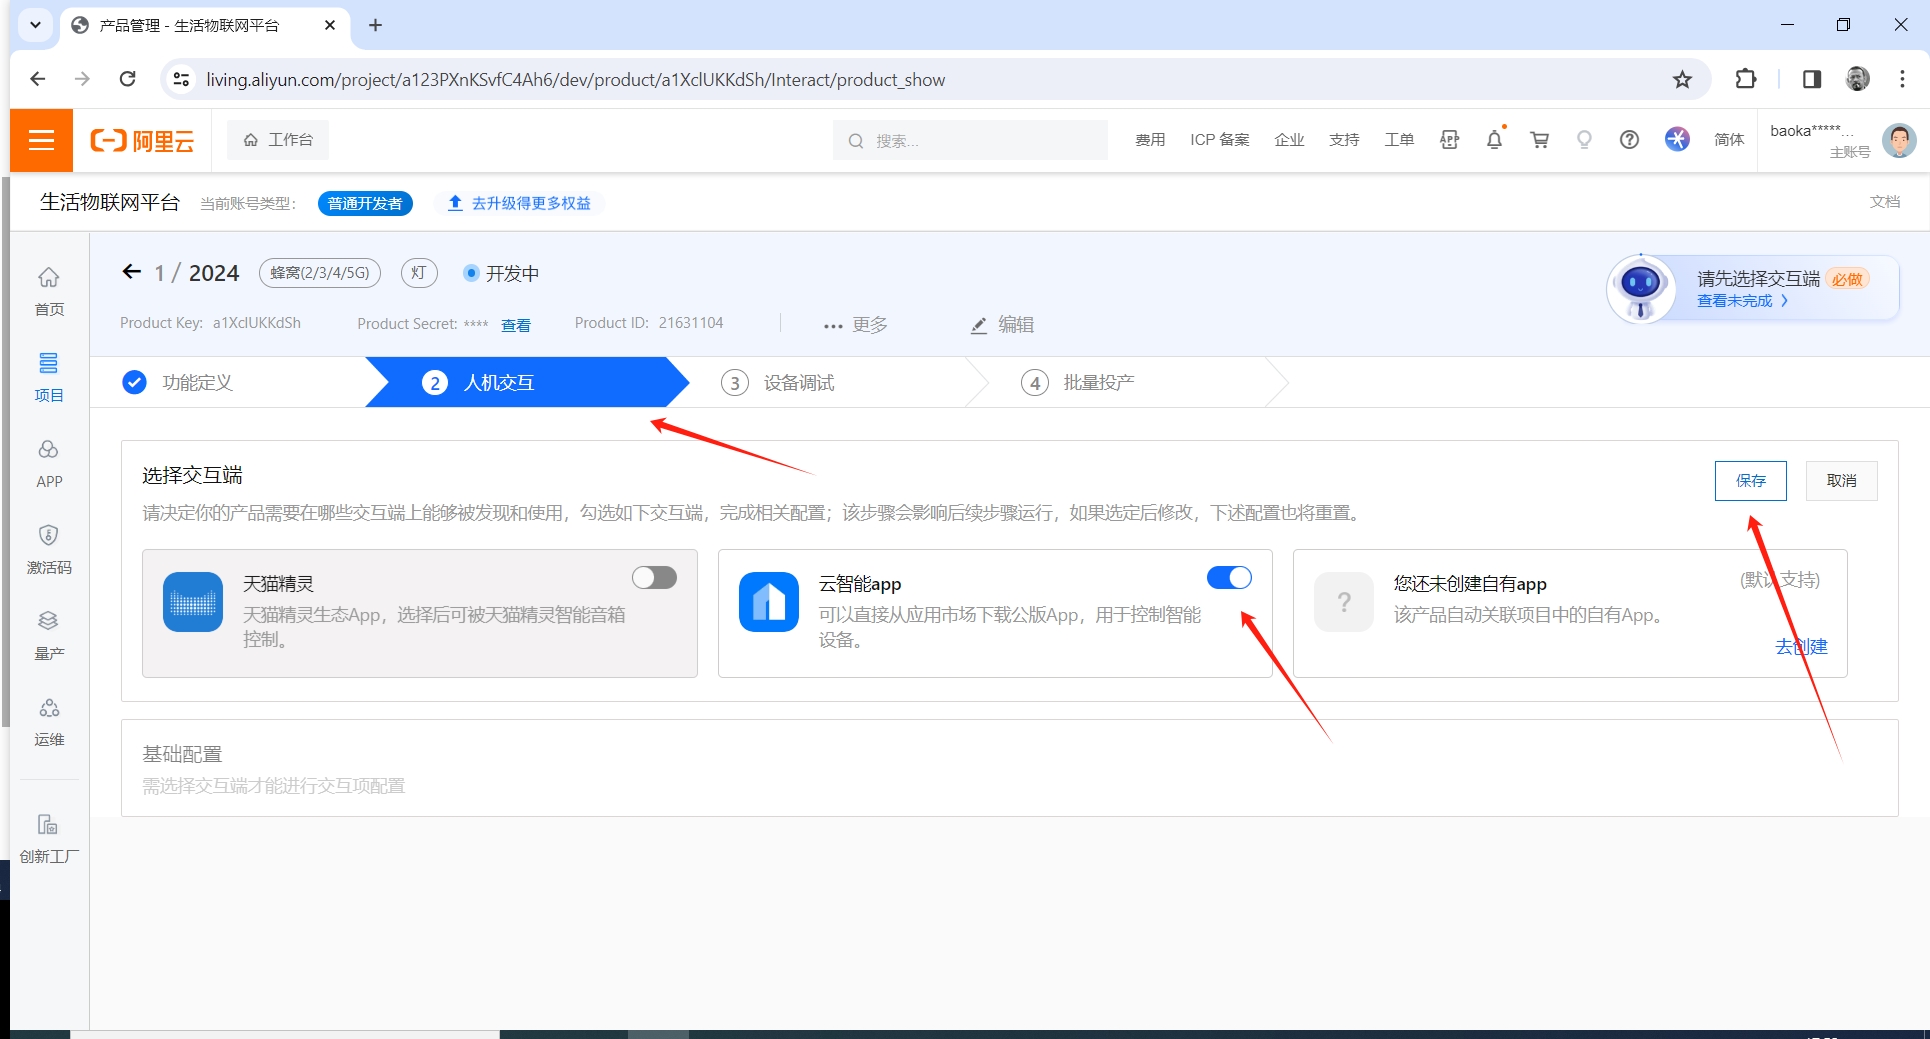 产品管理 - 生活物联网平台
living.aliyun.com/project/a123PXnKSvfC4Ah6/dev/product/a1XclUKKdSh/Interact/product_show
阿里云
工作台
搜索...
费用 ICP 备案 企业 支持 工单 简体
baoka*****...
主账号
生活物联网平台 当前账号类型: 普通开发者 去升级得更多权益 文档
首页
项目
APP
激活码
量产
运维
创新工厂
1 / 2024 蜂窝(2/3/4/5G) 灯 开发中
Product Key: a1XclUKKdSh Product Secret: **** 查看 Product ID: 21631104 ... 更多 编辑
请先选择交互端 必做
查看未完成
功能定义 2 人机交互 3 设备调试 4 批量投产
选择交互端 保存 取消
请决定你的产品需要在哪些交互端上能够被发现和使用，勾选如下交互端，完成相关配置；该步骤会影响后续步骤运行，如果选定后修改，下述配置也将重置。
天猫精灵
天猫精灵生态App，选择后可被天猫精灵智能音箱
控制。
云智能app
可以直接从应用市场下载公版App，用于控制智能
设备。
?
您还未创建自有app (默认支持)
该产品自动关联项目中的自有App。
去创建
基础配置
需选择交互端才能进行交互项配置